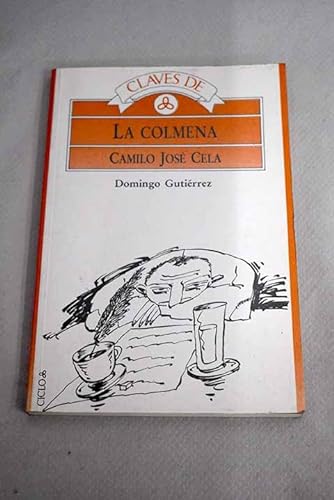 CLAVES DE
LA COLMENA
CAMILO JOSÉ CELA
Domingo Gutiérrez
CICLO